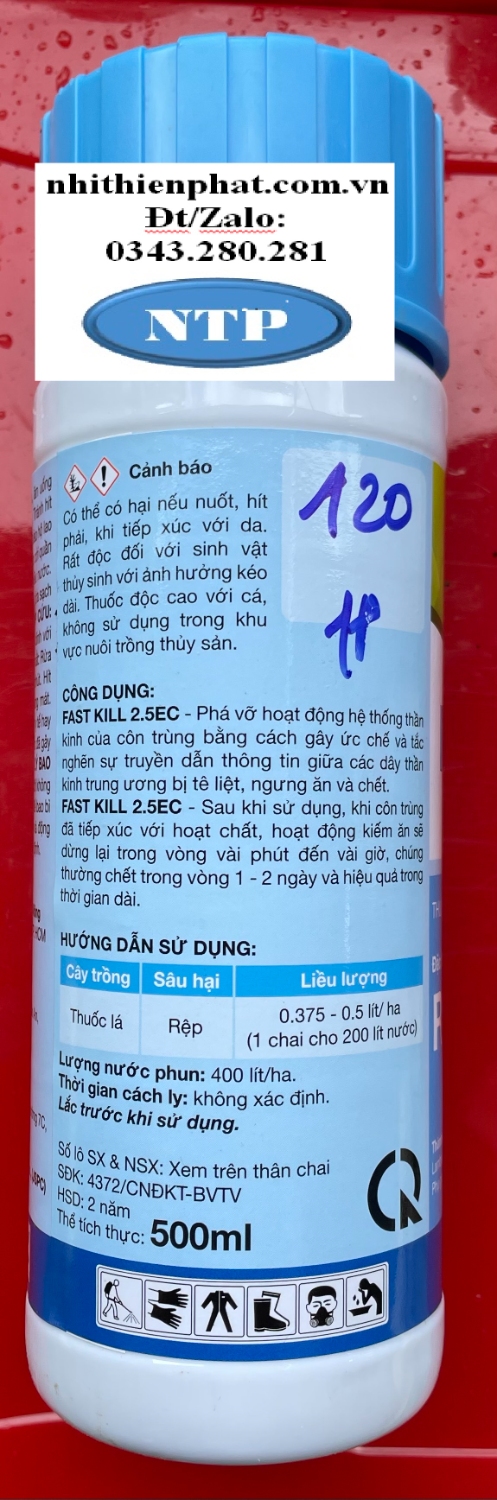 nhithienphat.com.vn
Đt/Zalo:
0343.280.281
NTP
Cảnh báo
Có thể có hại nếu nuốt, hít
phải, khi tiếp xúc với da.
Rất độc đối với sinh vật
thủy sinh với ảnh hưởng kéo
dài. Thuốc độc cao với cá,
không sử dụng trong khu
vực nuôi trồng thủy sản.
120
CÔNG DỤNG:
FAST KILL 2.5EC - Phá vỡ hoạt động hệ thống thần
kinh của côn trùng bằng cách gây ức chế và tắc
nghẽn sự truyền dẫn thông tin giữa các dây thần
kinh trung ương bị tê liệt, ngưng ăn và chết.
FAST KILL 2.5EC - Sau khi sử dụng, khi côn trùng
đã tiếp xúc với hoạt chất, hoạt động kiếm ăn sẽ
dừng lại trong vòng vài phút đến vài giờ, chúng
thường chết trong vòng 1 - 2 ngày và hiệu quả trong
thời gian dài.
HƯỚNG DẪN SỬ DỤNG:
Cây trồng Sâu hại Liều lượng
Thuốc lá Rệp 0.375 - 0.5 lít/ ha
(1 chai cho 200 lít nước)
Lượng nước phun: 400 lít/ha.
Thời gian cách ly: không xác định.
Lắc trước khi sử dụng.
Số lô SX & NSX: Xem trên thân chai
SĐK: 4372/CNĐKT-BVTV
HSD: 2 năm
Thể tích thực: 500ml